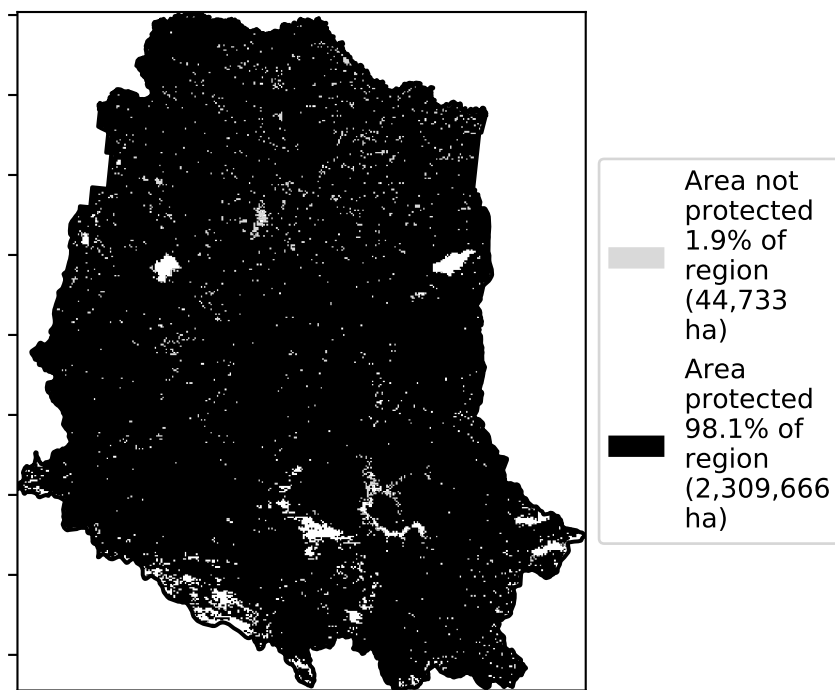 Area not
protected
1.9% of
region
(44,733
ha)
Area
protected
98.1% of
region
(2,309,666
ha)